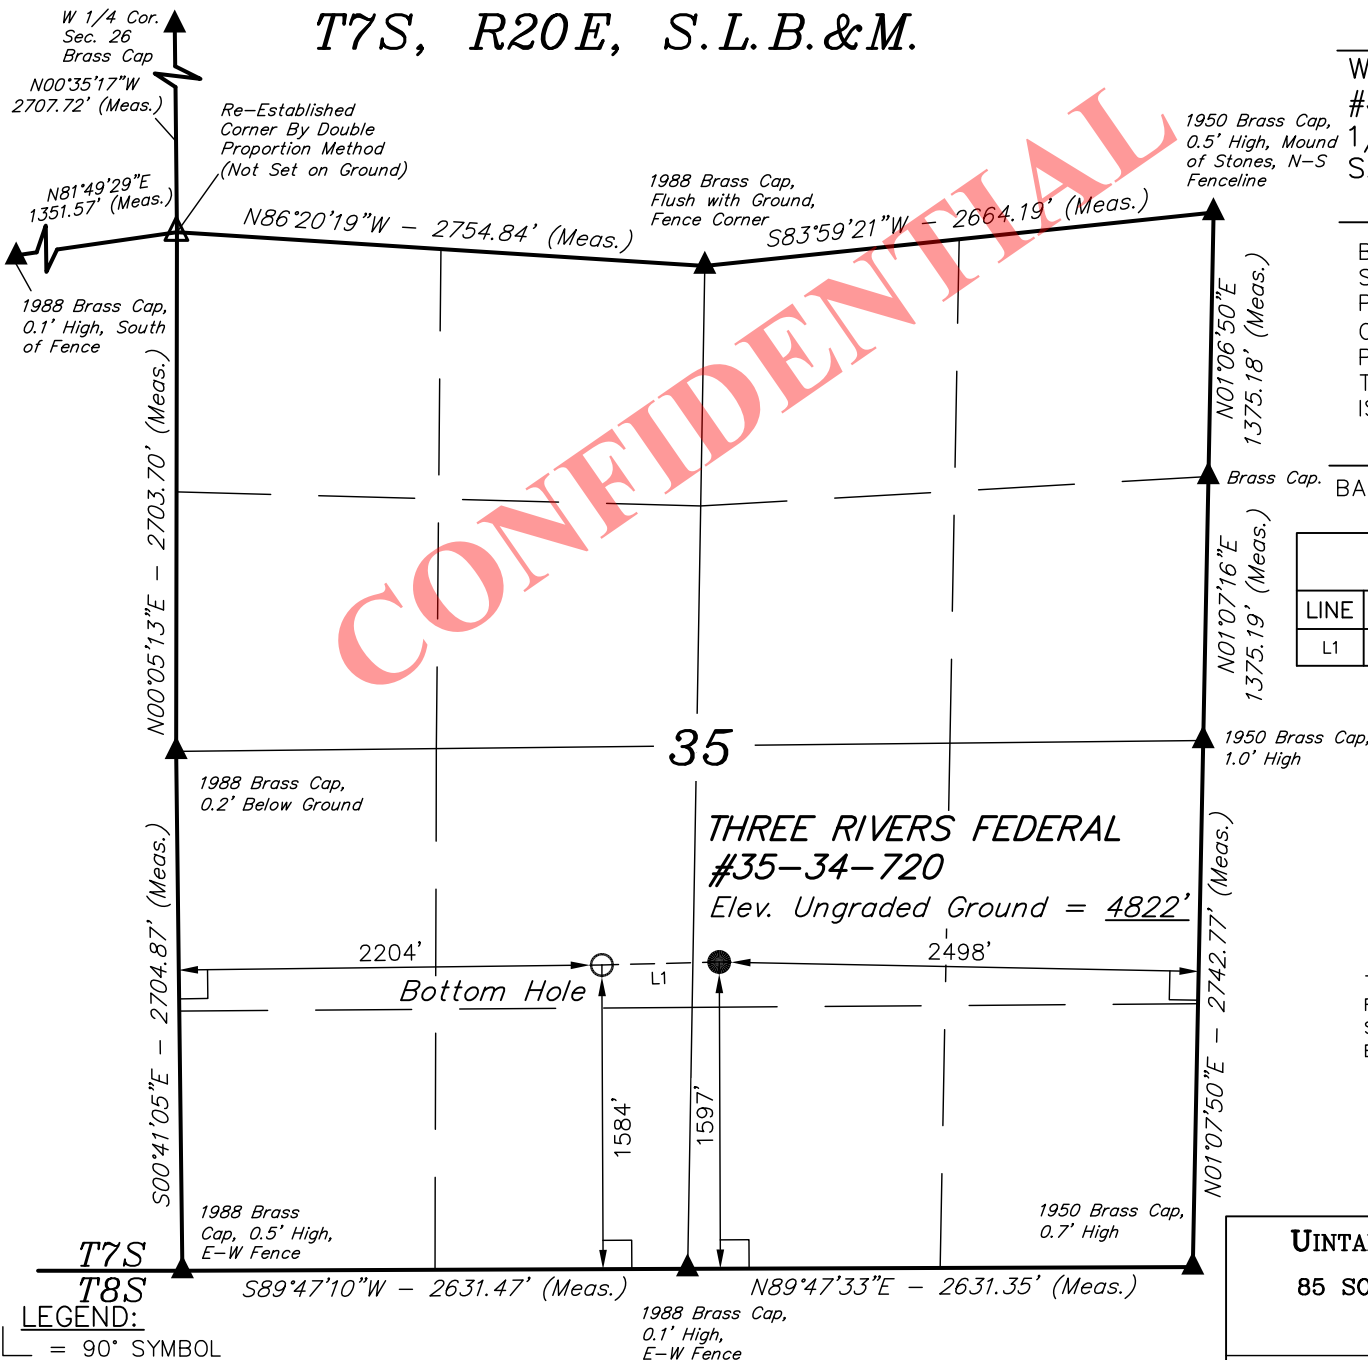 T7S, R20E, S.L.B.&M.
W 1/4 Cor.
Sec. 26
Brass Cap
N00°35'17"W
2707.72' (Meas.)
Re-Established
Corner By Double
Proportion Method
(Not Set on Ground)
N81°49'29"E
1351.57' (Meas.)
N86°20'19"W - 2754.84' (Meas.)
1988 Brass Cap,
Flush with Ground,
Fence Corner
S83°59'21"W - 2664.19' (Meas.)
1950 Brass Cap,
0.5' High, Mound
of Stones, N-S
Fenceline
1988 Brass Cap,
0.1' High, South
of Fence
N01°06'50"E
1375.18' (Meas.)
N00°05'13"E - 2703.70' (Meas.)
CONFIDENTIAL
Brass Cap.
BA
N01°07'16"E
1375.19' (Meas.)
LINE
L1
35
1950 Brass Cap,
1.0' High
1988 Brass Cap,
0.2' Below Ground
THREE RIVERS FEDERAL
#35-34-720
Elev. Ungraded Ground = 4822'
2204'
2498'
L1
Bottom Hole
S00°41'05"E - 2704.87' (Meas.)
N01°07'50"E - 2742.77' (Meas.)
1584'
1597'
1988 Brass
Cap, 0.5' High,
E-W Fence
1950 Brass Cap,
0.7' High
T7S
T8S
S89°47'10"W - 2631.47' (Meas.)
N89°47'33"E - 2631.35' (Meas.)
1988 Brass Cap,
0.1' High,
E-W Fence
LEGEND:
= 90° SYMBOL
85 SO